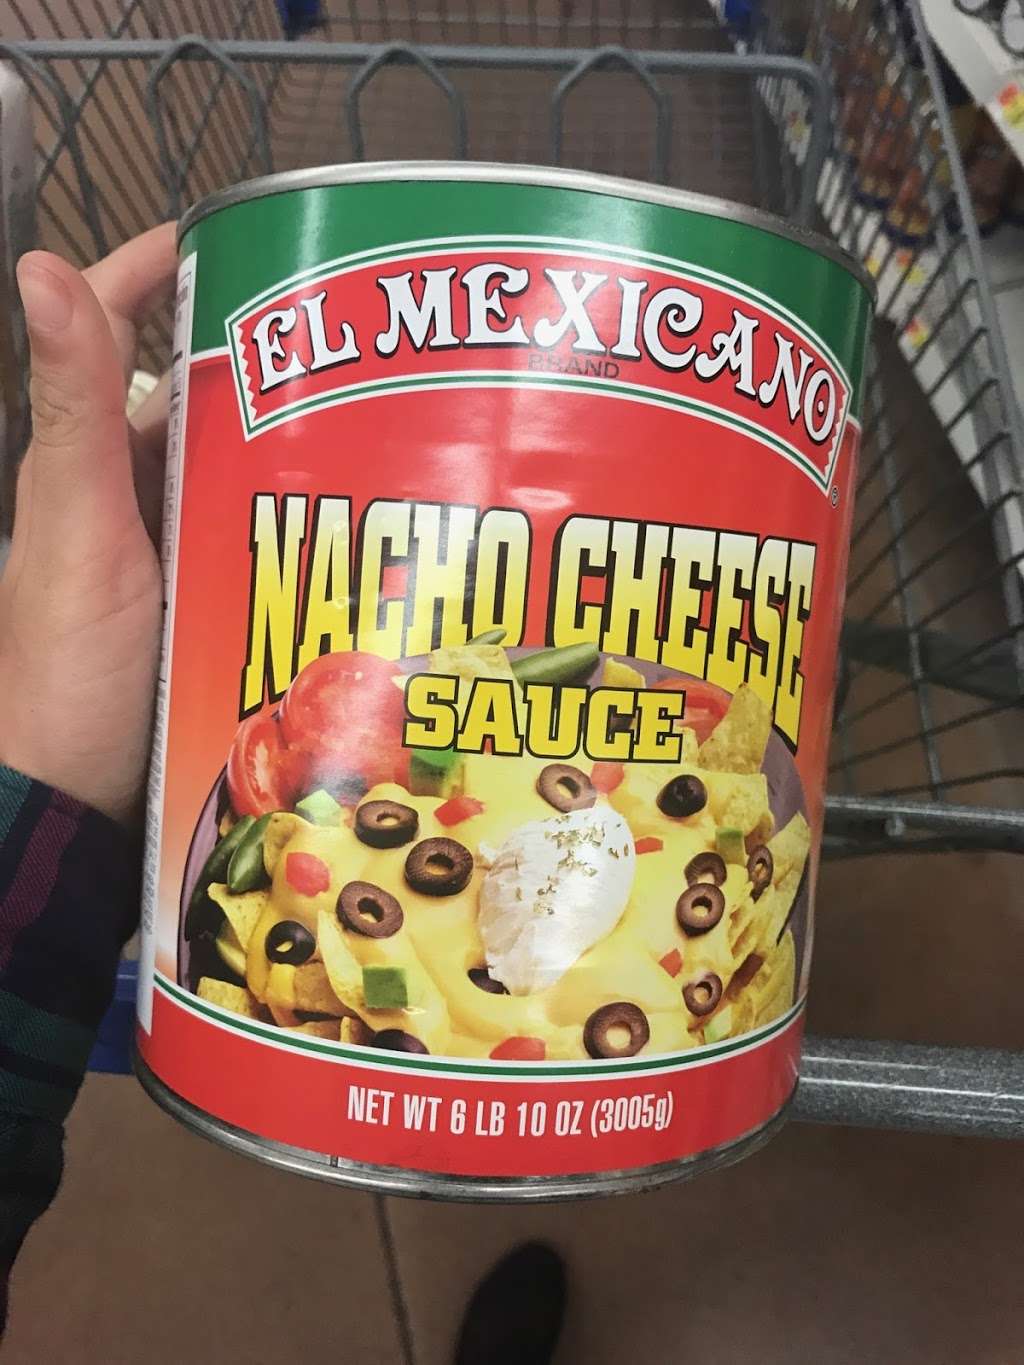 EL MEXICANO
BRAND
®
NACHO CHEESE
SAUCE
NET WT 6 LB 10 OZ (3005g)